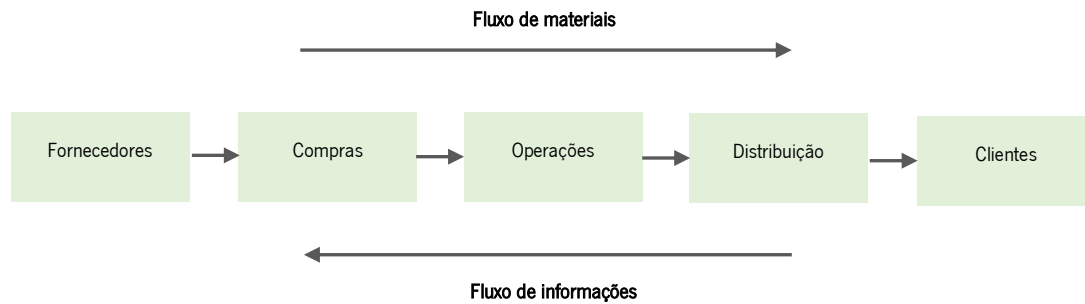 Fluxo de materiais
Fornecedores
Compras
Operações
Distribuição
Clientes
Fluxo de informações